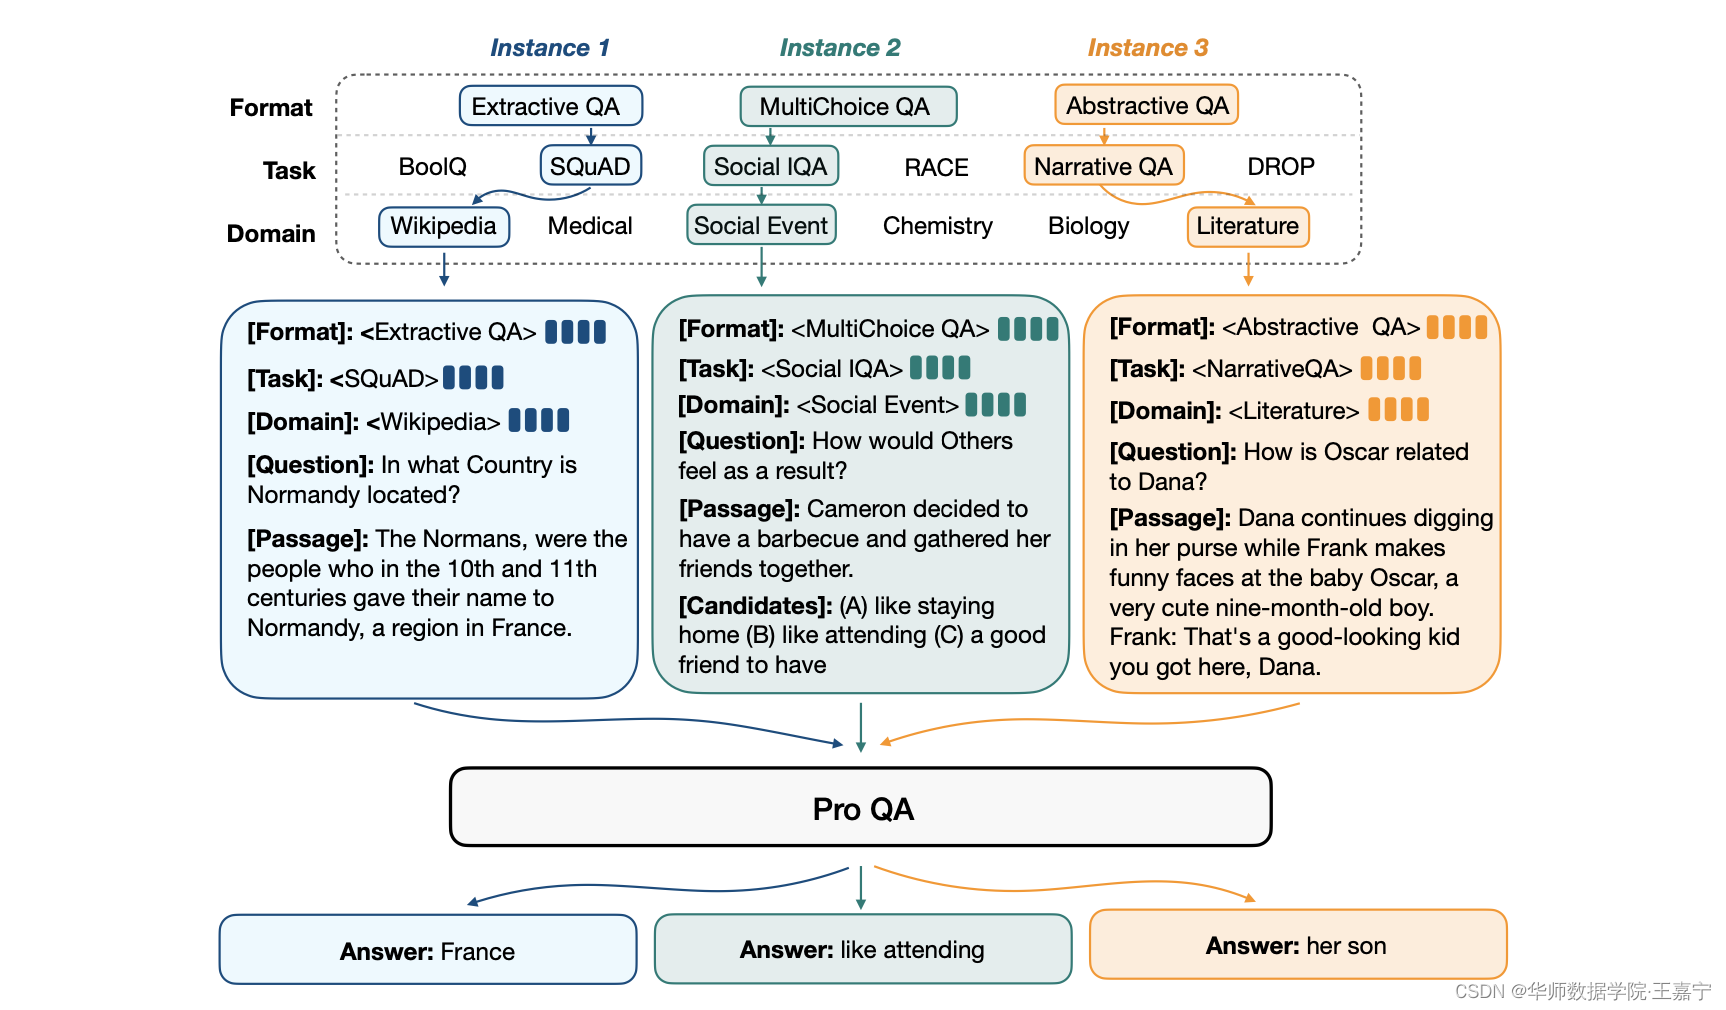 Instance 1 Instance 2 Instance 3
Format Extractive QA MultiChoice QA Abstractive QA
Task BoolQ SQuAD Social IQA RACE Narrative QA DROP
Domain Wikipedia Medical Social Event Chemistry Biology Literature
[Format]: <Extractive QA>
[Task]: <SQuAD>
[Domain]: <Wikipedia>
[Question]: In what Country is
Normandy located?
[Passage]: The Normans, were the
people who in the 10th and 11th
centuries gave their name to
Normandy, a region in France.
[Format]: <MultiChoice QA>
[Task]: <Social IQA>
[Domain]: <Social Event>
[Question]: How would Others
feel as a result?
[Passage]: Cameron decided to
have a barbecue and gathered her
friends together.
[Candidates]: (A) like staying
home (B) like attending (C) a good
friend to have
[Format]: <Abstractive QA>
[Task]: <NarrativeQA>
[Domain]: <Literature>
[Question]: How is Oscar related
to Dana?
[Passage]: Dana continues digging
in her purse while Frank makes
funny faces at the baby Oscar, a
very cute nine-month-old boy.
Frank: That's a good-looking kid
you got here, Dana.
Pro QA
Answer: France
Answer: like attending
Answer: her son
CSDN @华师数据学院·王嘉宁